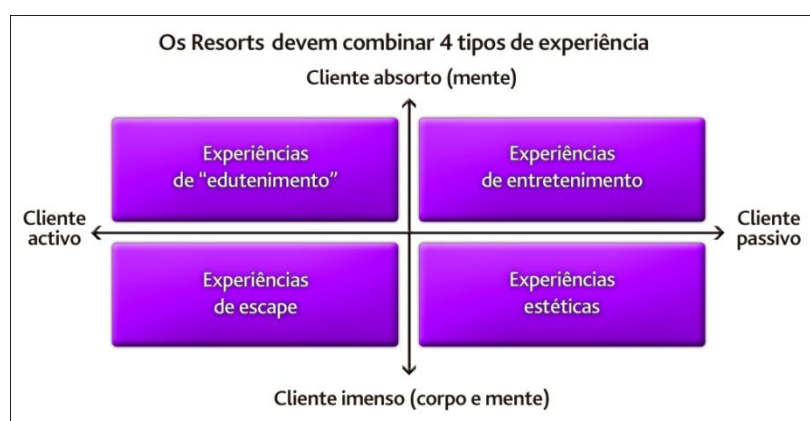 Os Resorts devem combinar 4 tipos de experiência
Cliente absorto (mente)
Experiências
de “edutenimento”
Experiências
de entretenimento
Cliente
activo
Cliente
passivo
Experiências
de escape
Experiências
estéticas
Cliente imenso (corpo e mente)